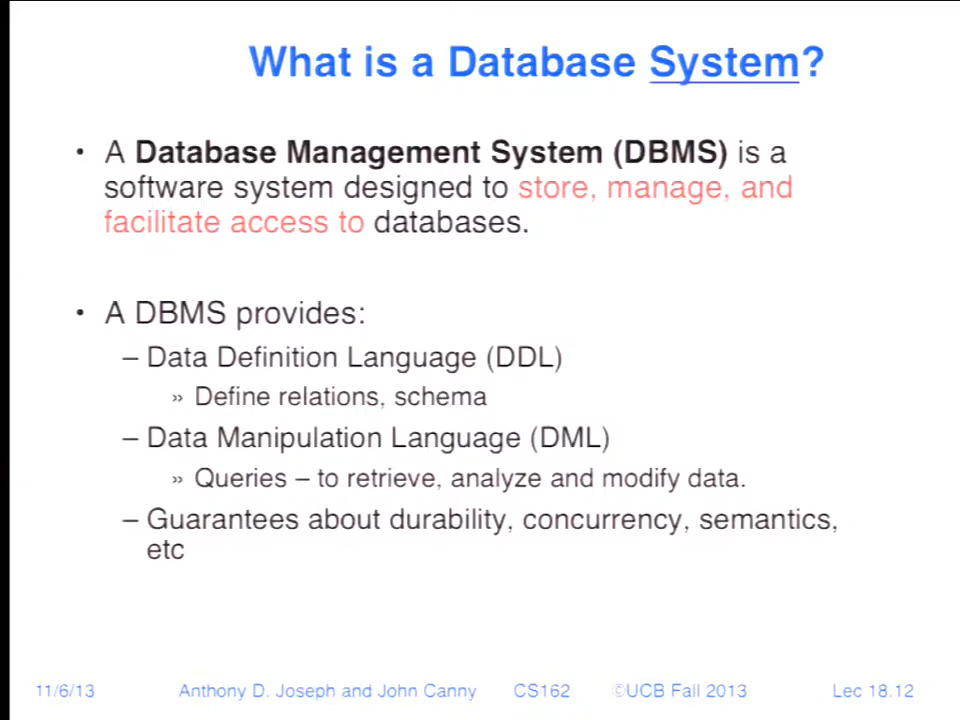 What is a Database System?
• A Database Management System (DBMS) is a
software system designed to store, manage, and
facilitate access to databases.
• A DBMS provides:
– Data Definition Language (DDL)
» Define relations, schema
– Data Manipulation Language (DML)
» Queries – to retrieve, analyze and modify data.
– Guarantees about durability, concurrency, semantics,
etc
11/6/13 Anthony D. Joseph and John Canny CS162 ©UCB Fall 2013 Lec 18.12